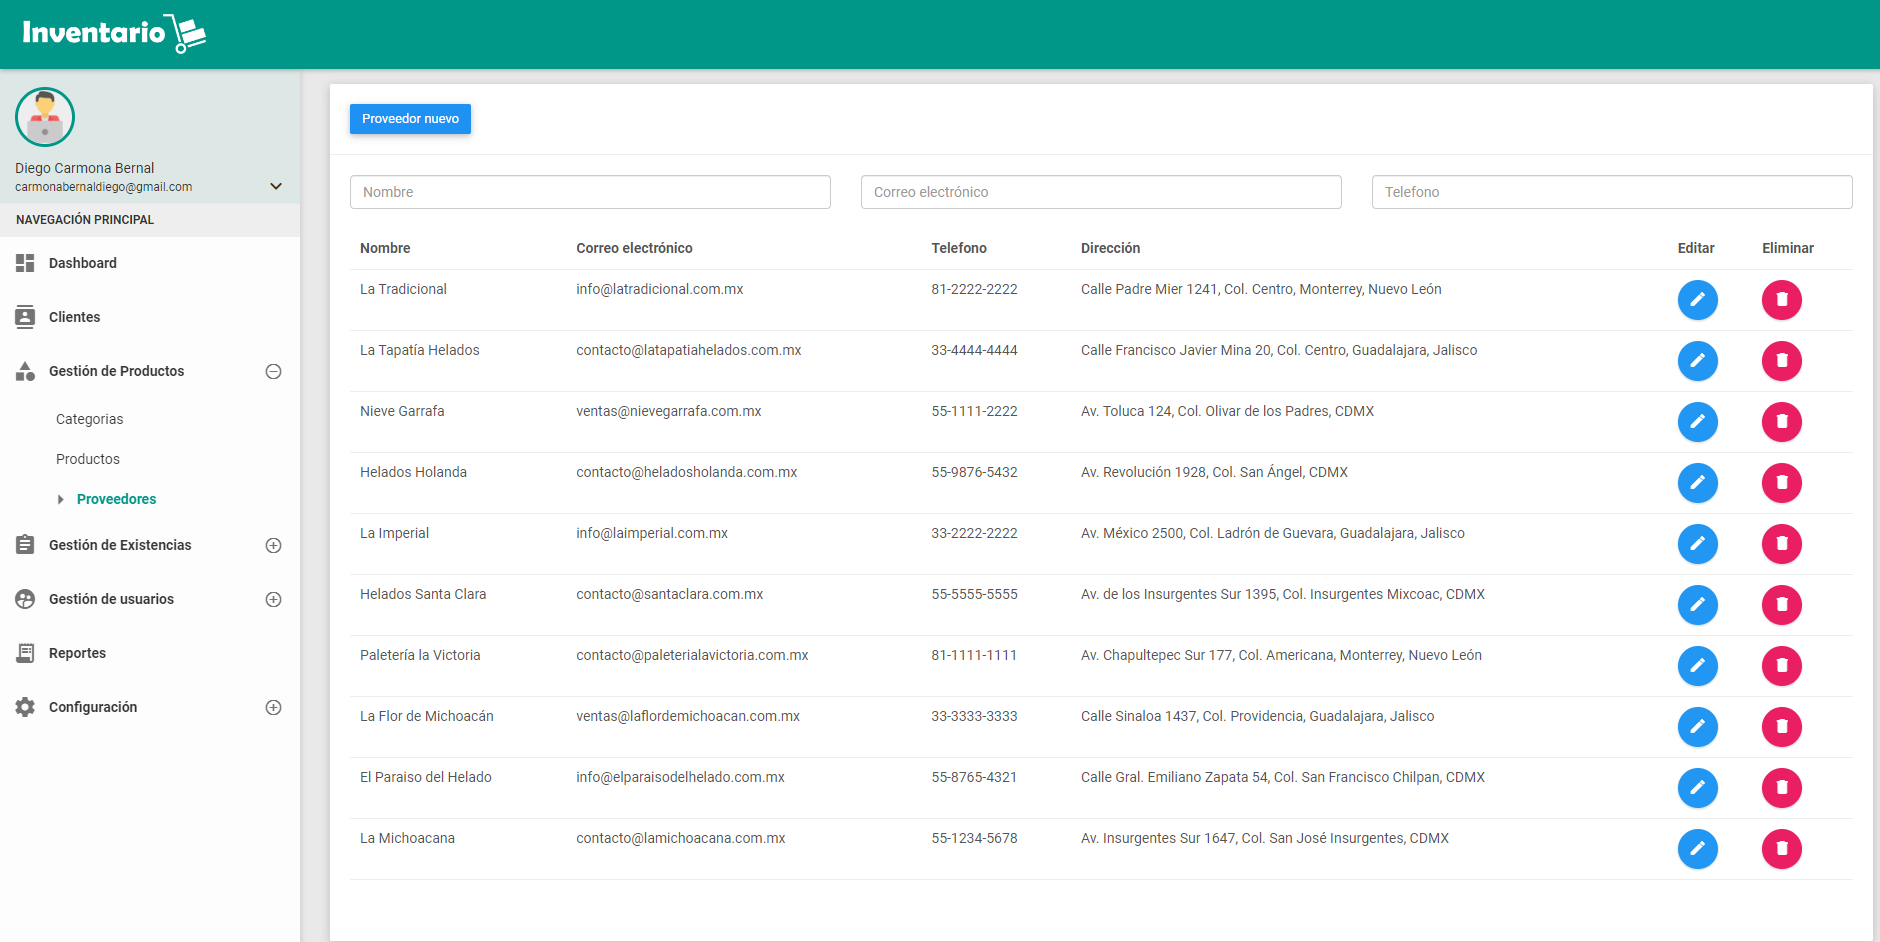 Inventario
Diego Carmona Bernal
carmonabernaldiego@gmail.com
NAVEGACIÓN PRINCIPAL
Dashboard
Clientes
Gestión de Productos
Categorias
Productos
Proveedores
Gestión de Existencias
Gestión de usuarios
Reportes
Configuración
Proveedor nuevo
Nombre Correo electrónico Telefono
Nombre Correo electrónico Telefono Dirección Editar Eliminar
La Tradicional info@latradicional.com.mx 81-2222-2222 Calle Padre Mier 1241, Col. Centro, Monterrey, Nuevo León
La Tapatía Helados contacto@latapatiahelados.com.mx 33-4444-4444 Calle Francisco Javier Mina 20, Col. Centro, Guadalajara, Jalisco
Nieve Garrafa ventas@nievegarrafa.com.mx 55-1111-2222 Av. Toluca 124, Col. Olivar de los Padres, CDMX
Helados Holanda contacto@heladosholanda.com.mx 55-9876-5432 Av. Revolución 1928, Col. San Ángel, CDMX
La Imperial info@laimperial.com.mx 33-2222-2222 Av. México 2500, Col. Ladrón de Guevara, Guadalajara, Jalisco
Helados Santa Clara contacto@santaclara.com.mx 55-5555-5555 Av. de los Insurgentes Sur 1395, Col. Insurgentes Mixcoac, CDMX
Paletería la Victoria contacto@paleterialavictoria.com.mx 81-1111-1111 Av. Chapultepec Sur 177, Col. Americana, Monterrey, Nuevo León
La Flor de Michoacán ventas@laflordemichoacan.com.mx 33-3333-3333 Calle Sinaloa 1437, Col. Providencia, Guadalajara, Jalisco
El Paraiso del Helado info@elparaisodelhelado.com.mx 55-8765-4321 Calle Gral. Emiliano Zapata 54, Col. San Francisco Chilpan, CDMX
La Michoacana contacto@lamichoacana.com.mx 55-1234-5678 Av. Insurgentes Sur 1647, Col. San José Insurgentes, CDMX